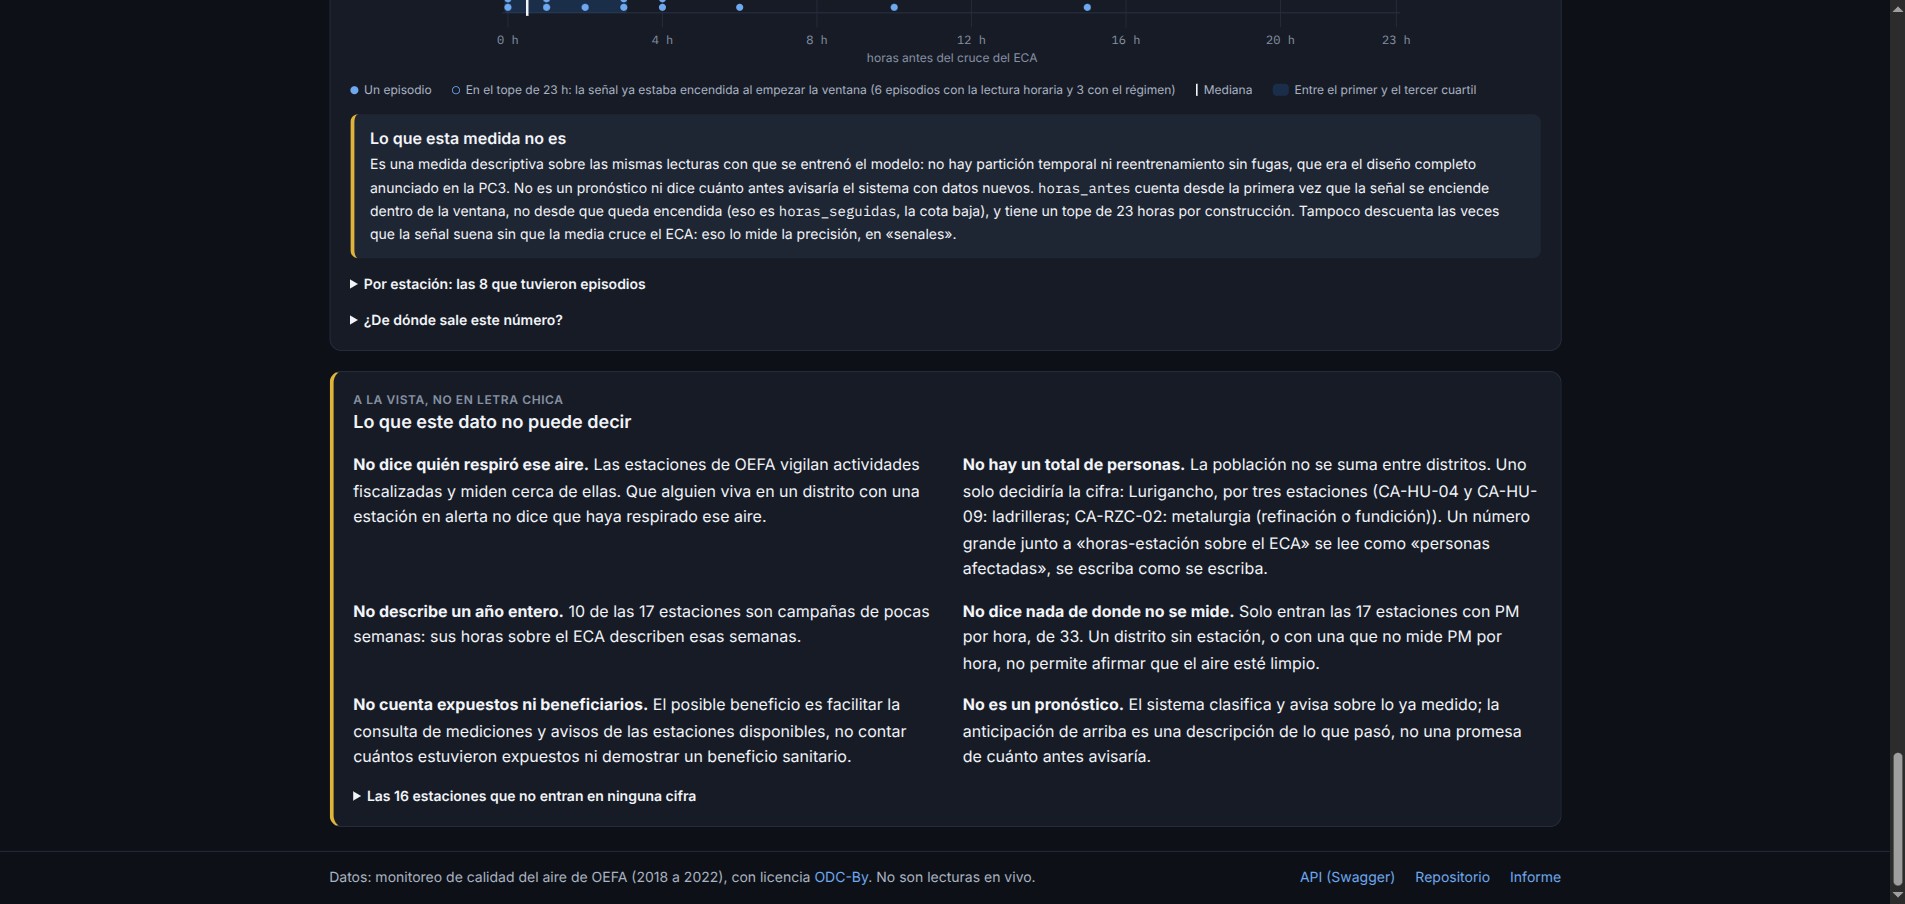 0 h 4 h 8 h 12 h 16 h 20 h 23 h
horas antes del cruce del ECA
Un episodio En el tope de 23 h: la señal ya estaba encendida al empezar la ventana (6 episodios con la lectura horaria y 3 con el régimen) Mediana Entre el primer y el tercer cuartil
Lo que esta medida no es
Es una medida descriptiva sobre las mismas lecturas con que se entrenó el modelo: no hay partición temporal ni reentrenamiento sin fugas, que era el diseño completo
anunciado en la PC3. No es un pronóstico ni dice cuánto antes avisaría el sistema con datos nuevos. horas_antes cuenta desde la primera vez que la señal se enciende
dentro de la ventana, no desde que queda encendida (eso es horas_seguidas, la cota baja), y tiene un tope de 23 horas por construcción. Tampoco descuenta las veces
que la señal suena sin que la media cruce el ECA: eso lo mide la precisión, en «senales».
Por estación: las 8 que tuvieron episodios
¿De dónde sale este número?
A LA VISTA, NO EN LETRA CHICA
Lo que este dato no puede decir
No dice quién respiró ese aire. Las estaciones de OEFA vigilan actividades
fiscalizadas y miden cerca de ellas. Que alguien viva en un distrito con una
estación en alerta no dice que haya respirado ese aire.
No hay un total de personas. La población no se suma entre distritos. Uno
solo decidiría la cifra: Lurigancho, por tres estaciones (CA-HU-04 y CA-HU-
09: ladrilleras; CA-RZC-02: metalurgia (refinación o fundición)). Un número
grande junto a «horas-estación sobre el ECA» se lee como «personas
afectadas», se escriba como se escriba.
No describe un año entero. 10 de las 17 estaciones son campañas de pocas
semanas: sus horas sobre el ECA describen esas semanas.
No dice nada de donde no se mide. Solo entran las 17 estaciones con PM
por hora, de 33. Un distrito sin estación, o con una que no mide PM por
hora, no permite afirmar que el aire esté limpio.
No cuenta expuestos ni beneficiarios. El posible beneficio es facilitar la
consulta de mediciones y avisos de las estaciones disponibles, no contar
cuántos estuvieron expuestos ni demostrar un beneficio sanitario.
No es un pronóstico. El sistema clasifica y avisa sobre lo ya medido; la
anticipación de arriba es una descripción de lo que pasó, no una promesa
de cuánto antes avisaría.
Las 16 estaciones que no entran en ninguna cifra
Datos: monitoreo de calidad del aire de OEFA (2018 a 2022), con licencia ODC-By. No son lecturas en vivo.
API (Swagger) Repositorio Informe